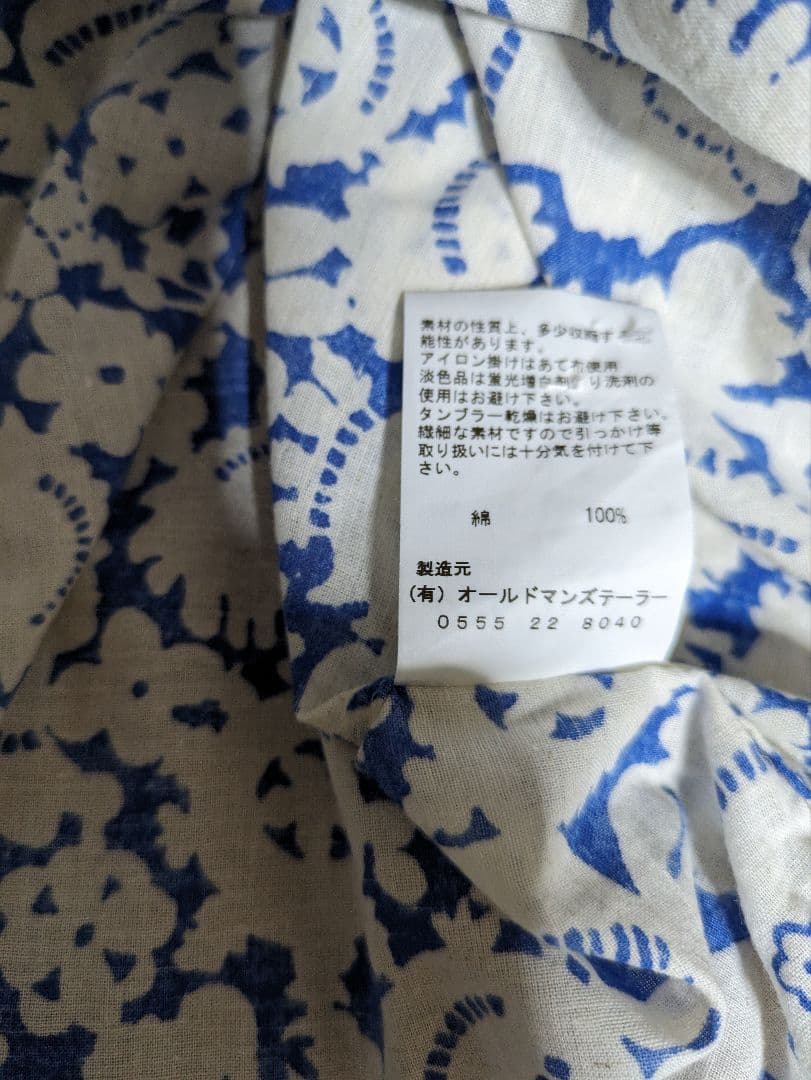 素材の性質上、多少収縮する可
能性があります。
アイロン掛けはあて布使用
淡色品は蛍光増白剤入り洗剤の
使用はお避け下さい。
タンブラー乾燥はお避け下さい。
繊細な素材ですので引っかけ等
取り扱いには十分気を付けて下
さい。
綿 100%
製造元
(有) オールドマンズテーラー
0555 22 8040